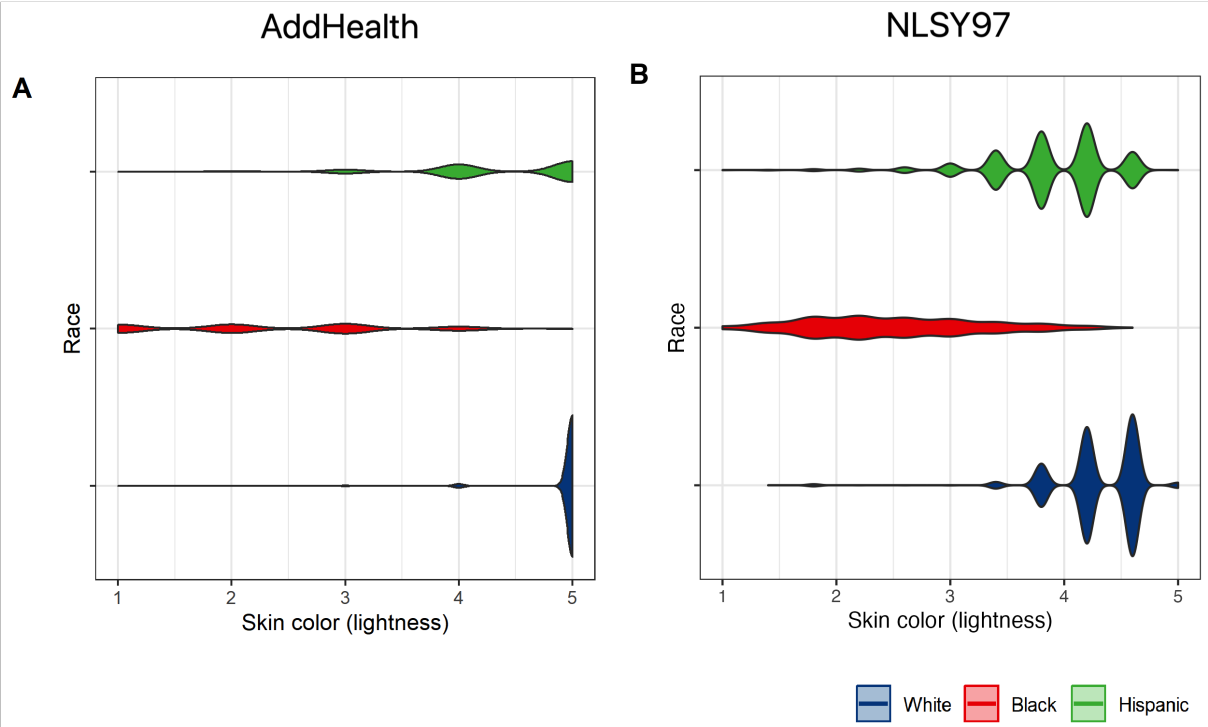 AddHealth
NLSY97
A
B
Race
Race
1 2 3 4 5
1 2 3 4 5
Skin color (lightness)
Skin color (lightness)
White Black Hispanic